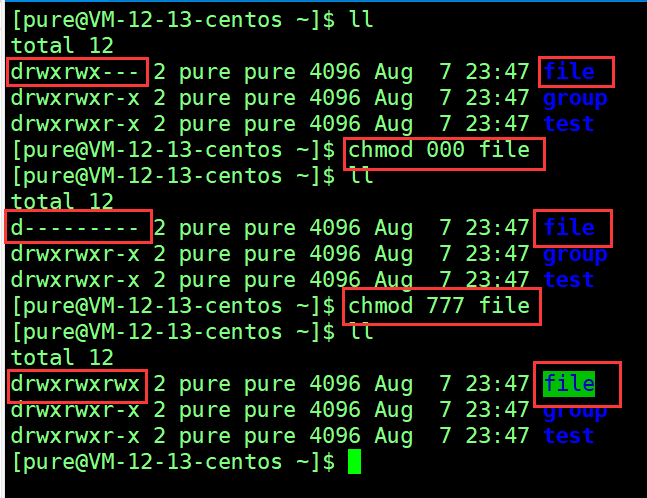 [pure@VM-12-13-centos ~]$ ll
total 12
drwxrwx--- 2 pure pure 4096 Aug  7 23:47 file
drwxrwxr-x 2 pure pure 4096 Aug  7 23:47 group
drwxrwxr-x 2 pure pure 4096 Aug  7 23:47 test
[pure@VM-12-13-centos ~]$ chmod 000 file
[pure@VM-12-13-centos ~]$ ll
total 12
d--------- 2 pure pure 4096 Aug  7 23:47 file
drwxrwxr-x 2 pure pure 4096 Aug  7 23:47 group
drwxrwxr-x 2 pure pure 4096 Aug  7 23:47 test
[pure@VM-12-13-centos ~]$ chmod 777 file
[pure@VM-12-13-centos ~]$ ll
total 12
drwxrwxrwx 2 pure pure 4096 Aug  7 23:47 file
drwxrwxr-x 2 pure pure 4096 Aug  7 23:47 group
drwxrwxr-x 2 pure pure 4096 Aug  7 23:47 test
[pure@VM-12-13-centos ~]$